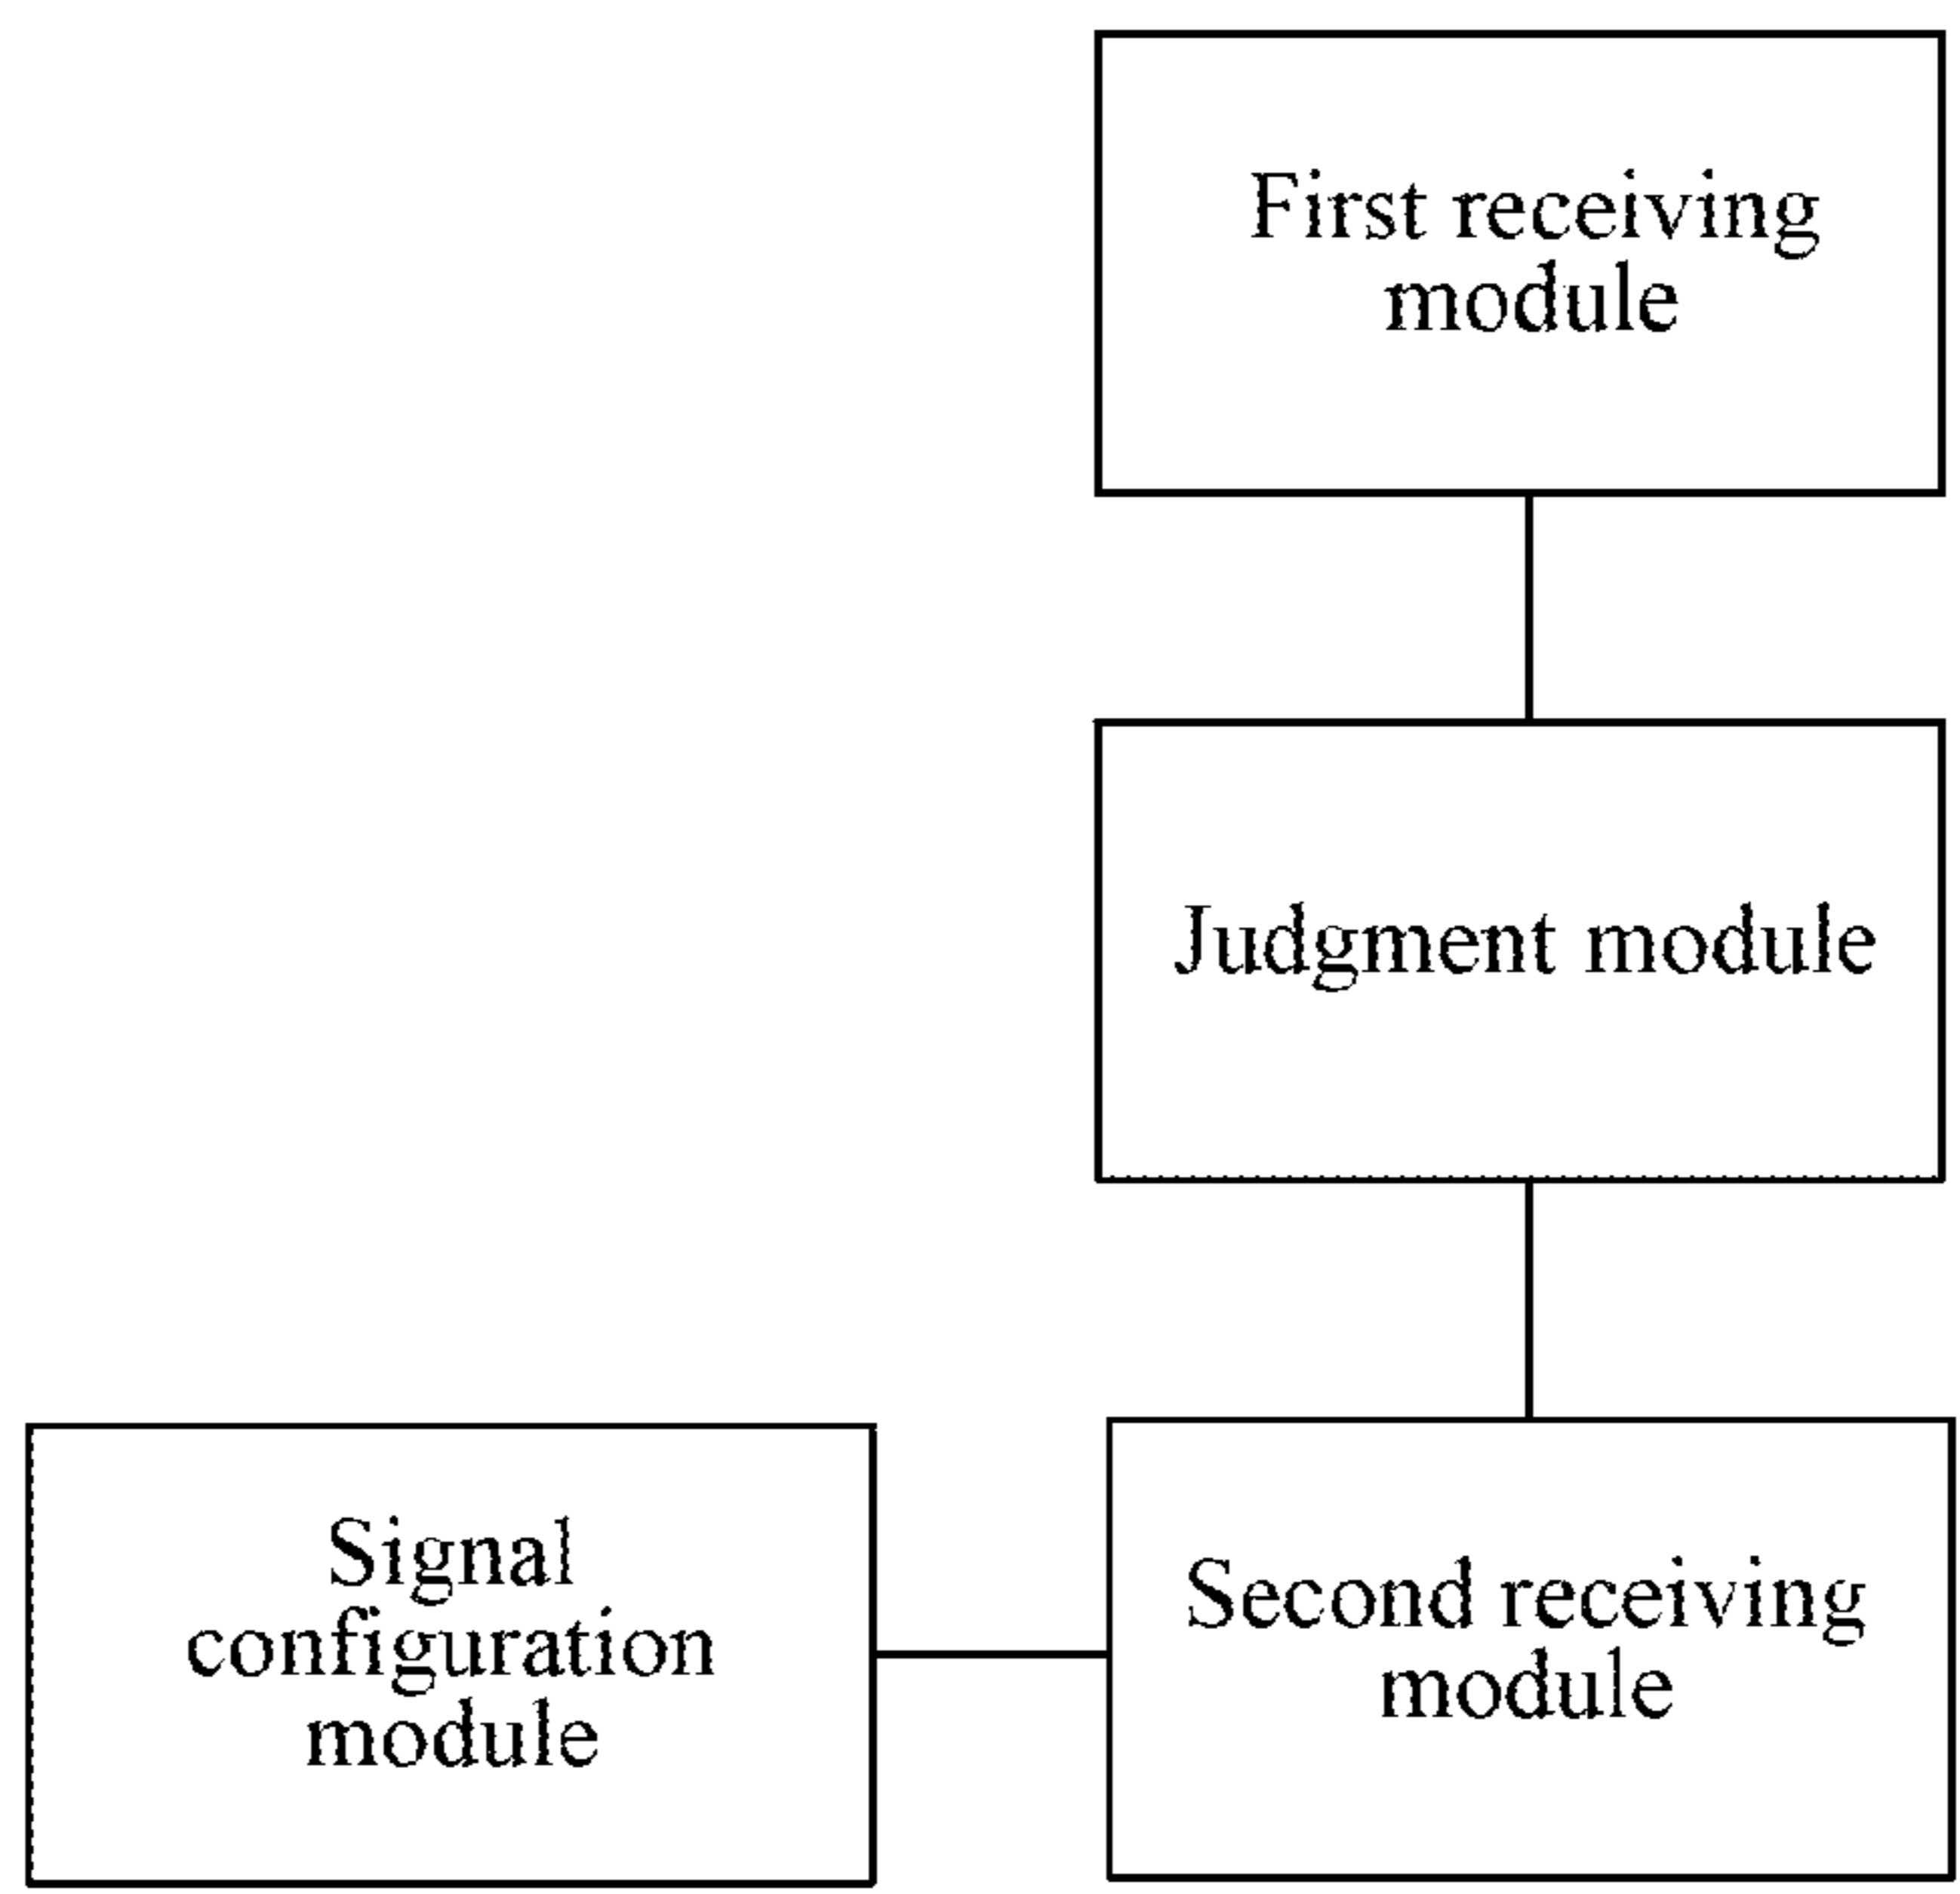 First receiving
module
Judgment module
Signal
configuration
module
Second receiving
module